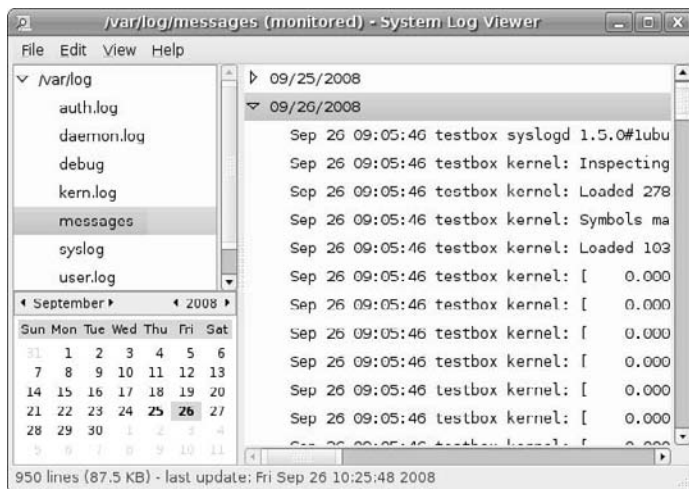 /var/log/messages (monitored) - System Log Viewer
File Edit View Help
/var/log
auth.log
daemon.log
debug
kern.log
messages
syslog
user.log
September 2008
Sun Mon Tue Wed Thu Fri Sat
31 1 2 3 4 5 6
7 8 9 10 11 12 13
14 15 16 17 18 19 20
21 22 23 24 25 26 27
28 29 30 1 2 3 4
5 6 7 8 9 10 11
09/25/2008
09/26/2008
Sep 26 09:05:46 testbox syslogd 1.5.0#1ubu
Sep 26 09:05:46 testbox kernel: Inspecting
Sep 26 09:05:46 testbox kernel: Loaded 278
Sep 26 09:05:46 testbox kernel: Symbols ma
Sep 26 09:05:46 testbox kernel: Loaded 103
Sep 26 09:05:46 testbox kernel: [ 0.000
Sep 26 09:05:46 testbox kernel: [ 0.000
Sep 26 09:05:46 testbox kernel: [ 0.000
Sep 26 09:05:46 testbox kernel: [ 0.000
Sep 26 09:05:46 testbox kernel: [ 0.000
Sep 26 09:05:46 testbox kernel: [ 0.000
950 lines (87.5 KB) - last update: Fri Sep 26 10:25:48 2008